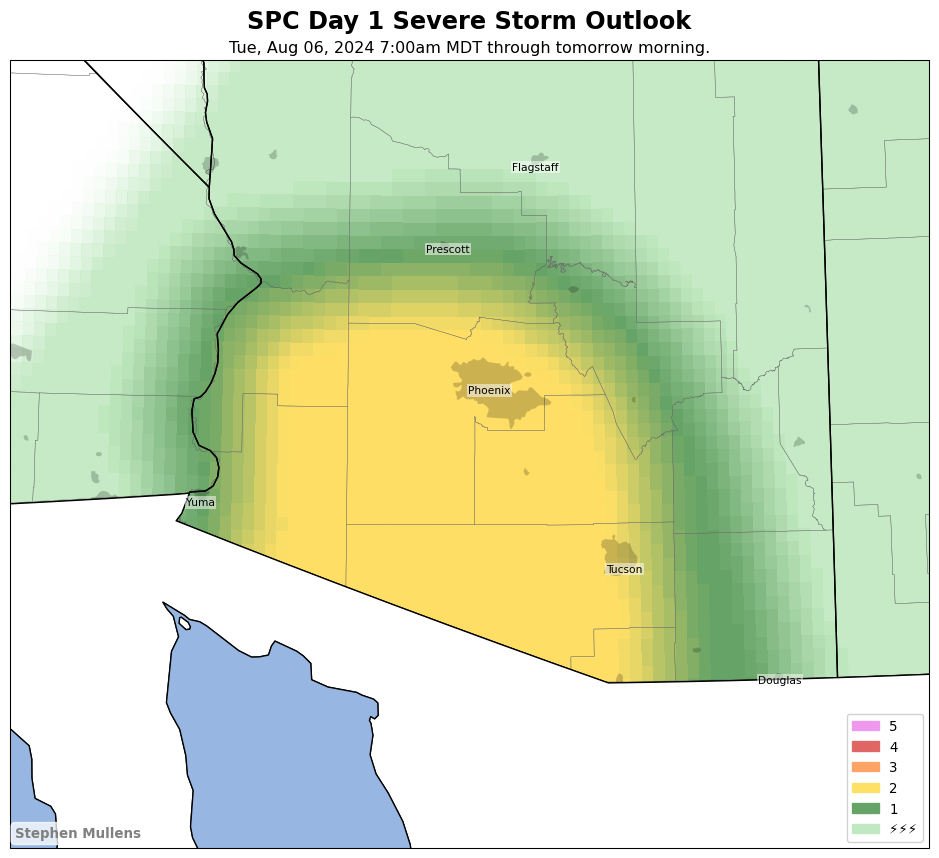 SPC Day 1 Severe Storm Outlook
Tue, Aug 06, 2024 7:00am MDT through tomorrow morning.
Flagstaff
Prescott
Phoenix
Yuma
Tucson
Douglas
5
4
3
2
1
⚡⚡⚡
Stephen Mullens